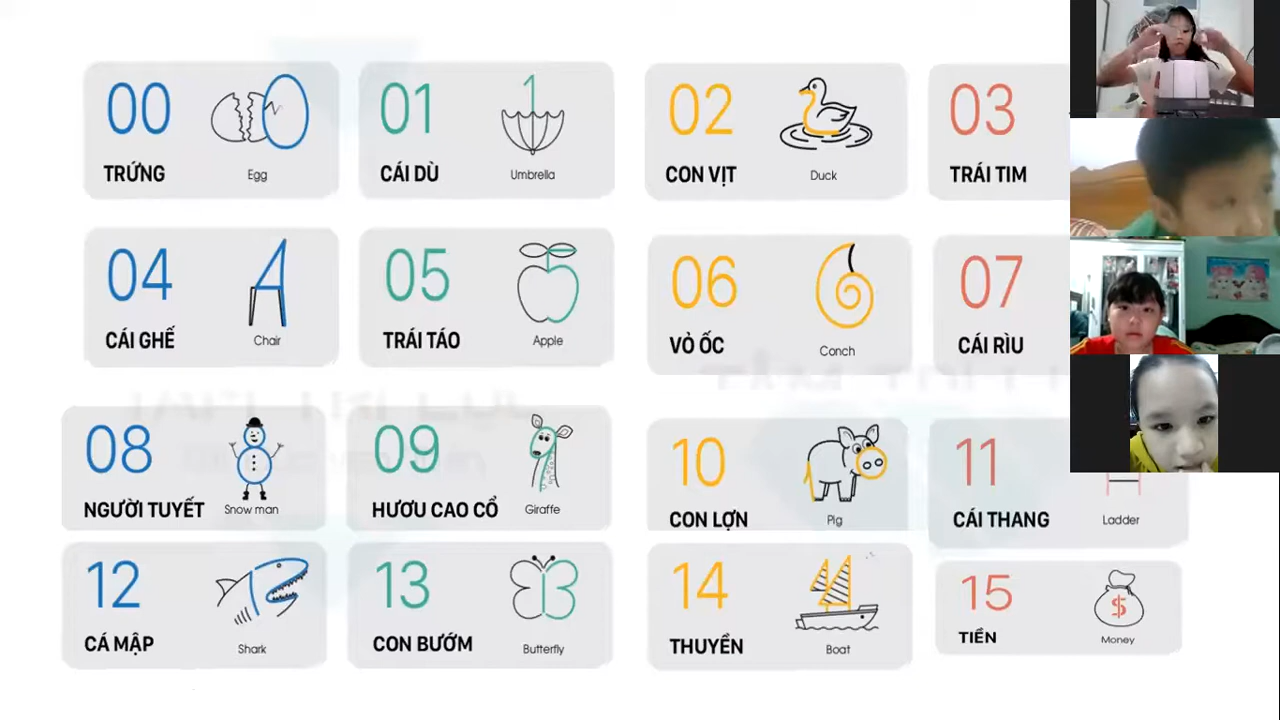 00
TRỨNG
Egg
01
CÁI DÙ
Umbrella
02
CON VỊT
Duck
03
TRÁI TIM
04
CÁI GHẾ
Chair
05
TRÁI TÁO
Apple
06
VỎ ỐC
Conch
07
CÁI RÌU
08
NGƯỜI TUYẾT
Snow man
09
HƯƠU CAO CỔ
Giraffe
10
CON LỢN
Pig
11
CÁI THANG
Ladder
12
CÁ MẬP
Shark
13
CON BƯỚM
Butterfly
14
THUYỀN
Boat
15
TIỀN
$
Money